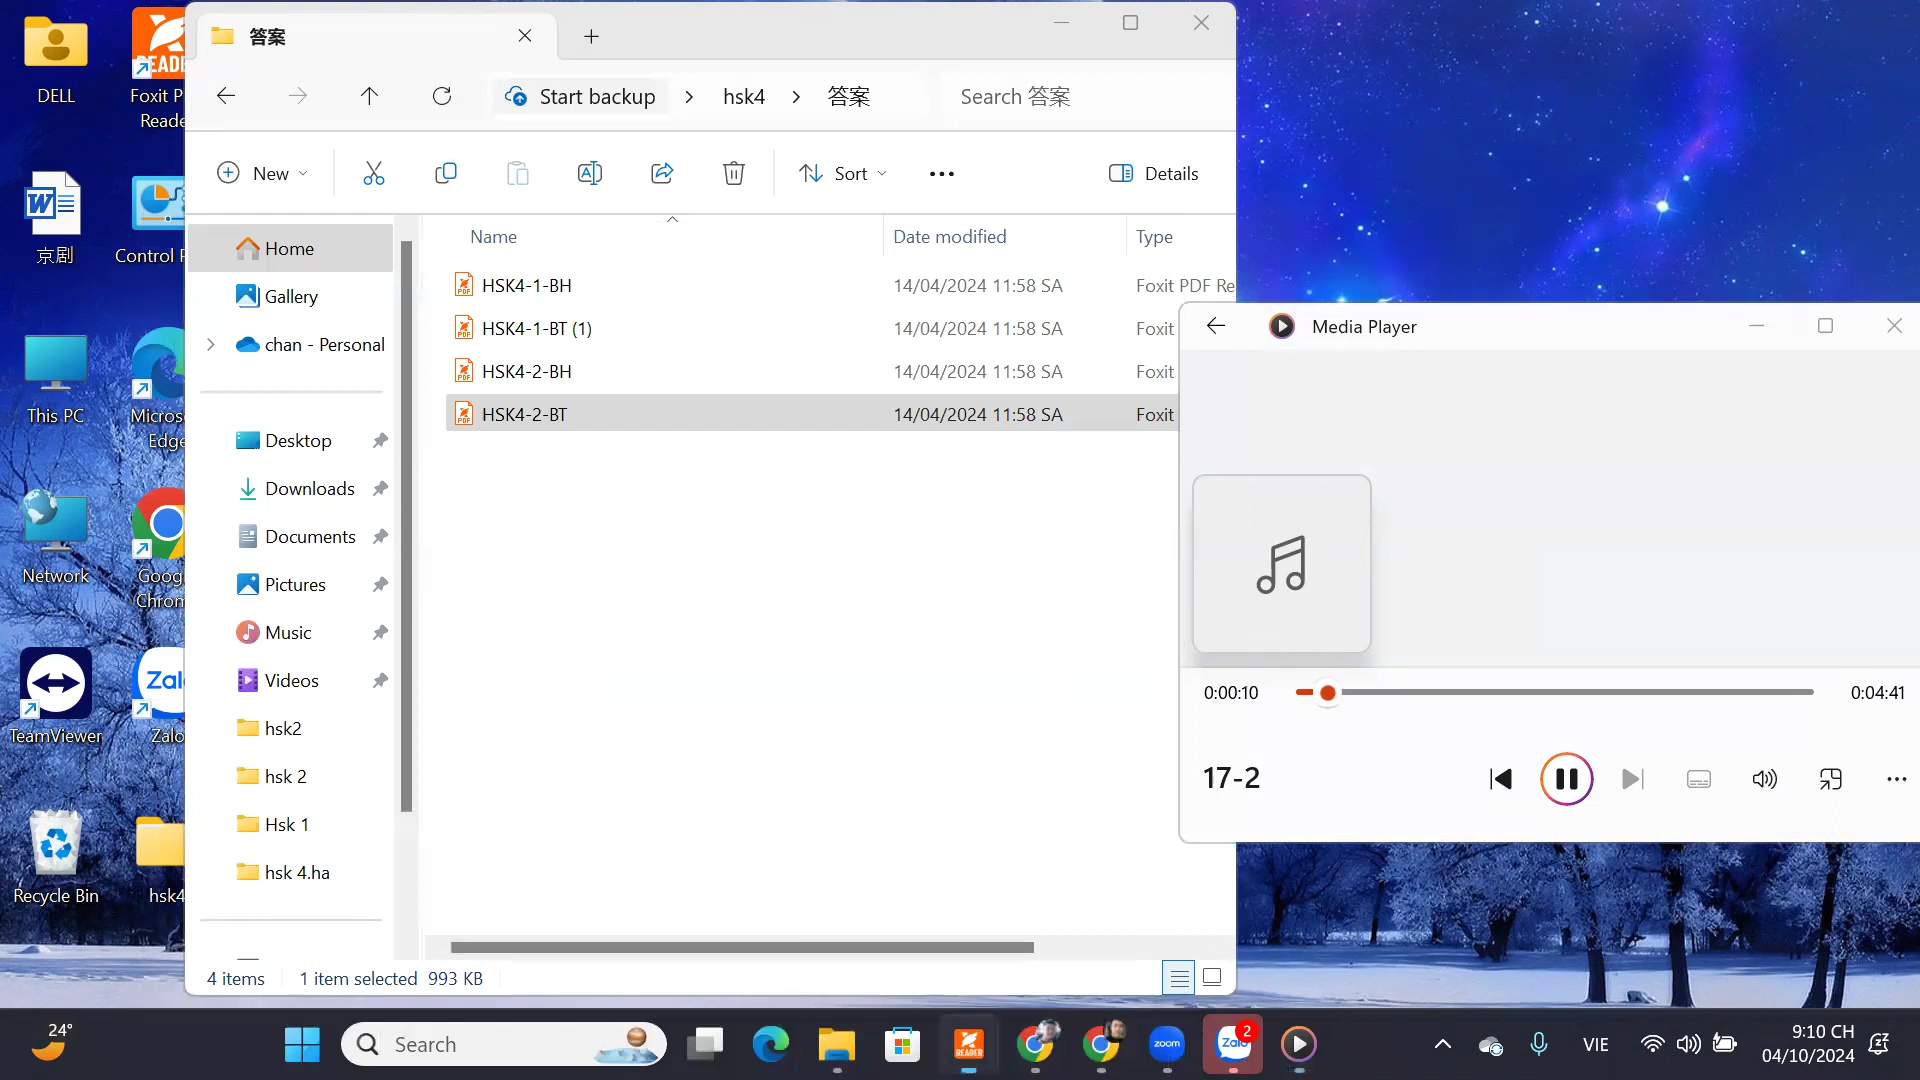 DELL
Foxit P
Reade
READE
京剧
Control P
This PC
Micros
Edge
Network
Goog
Chrom
TeamViewer
Zalo
Recycle Bin
hsk4
答案
Start backup
hsk4
答案
Search 答案
New
Sort
Details
Home
Gallery
chan - Personal
Desktop
Downloads
Documents
Pictures
Music
Videos
hsk2
hsk 2
Hsk 1
hsk 4.ha
Name
Date modified
Type
HSK4-1-BH
14/04/2024 11:58 SA
Foxit PDF Re
HSK4-1-BT (1)
14/04/2024 11:58 SA
Foxit
HSK4-2-BH
14/04/2024 11:58 SA
Foxit
HSK4-2-BT
14/04/2024 11:58 SA
Foxit
4 items
1 item selected 993 KB
Media Player
0:00:10
0:04:41
17-2
24°
Search
READER
zoom
Zalo
2
VIE
9:10 CH
04/10/2024